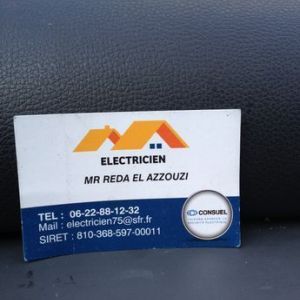 ELECTRICIEN
MR REDA EL AZZOUZI
TEL : 06-22-88-12-32
Mail : electricien75@sfr.fr
SIRET : 810-368-597-00011
CONSUEL